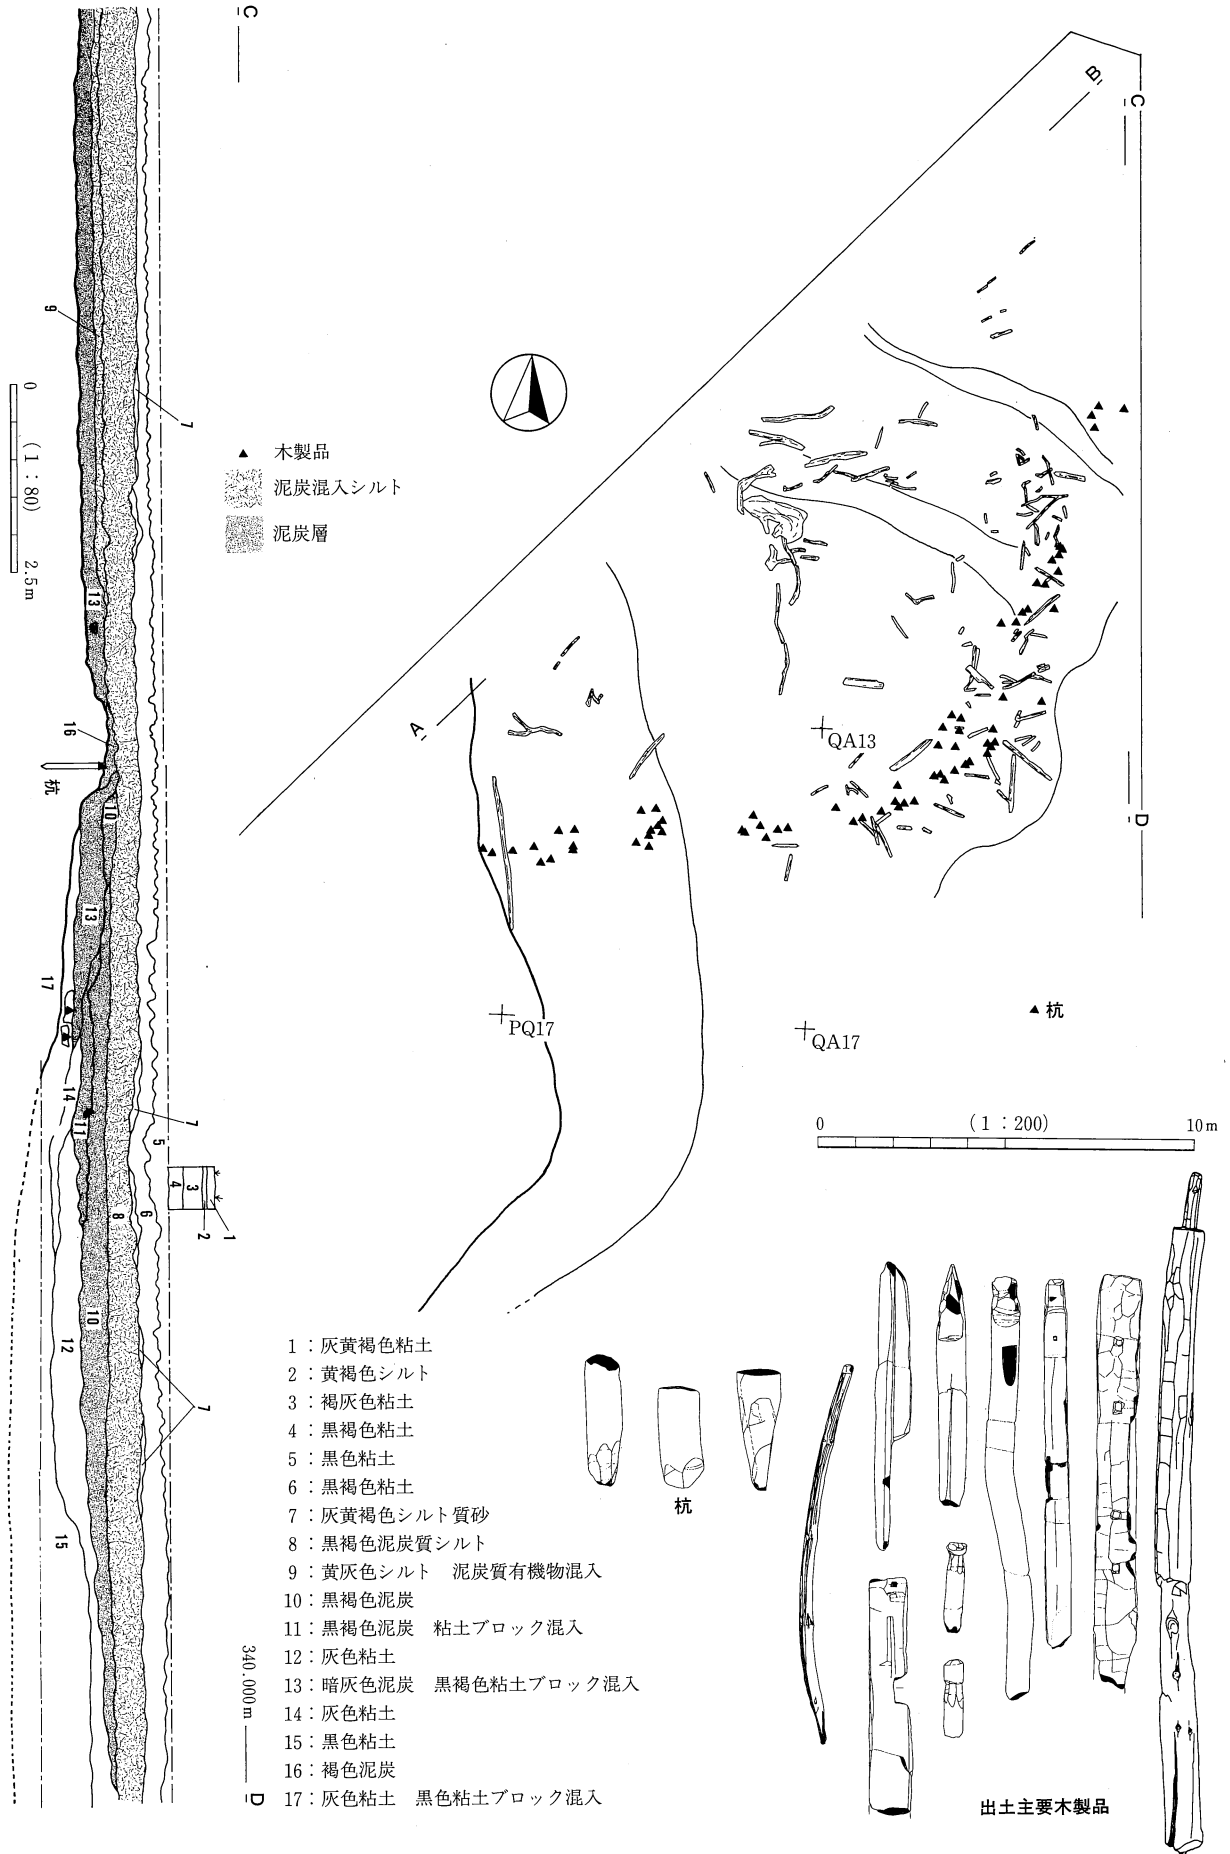 C
B
C
9
7
0 (1：80) 2.5m
▲ 木製品
泥炭混入シルト
泥炭層
13
16
杭
10
A
QA13
D
13
17
PQ17
QA17
▲ 杭
14
11
7
5
0 (1：200) 10m
4
3
8
6
2
1
10
12
7
15
1：灰黄褐色粘土
2：黄褐色シルト
3：褐灰色粘土
4：黒褐色粘土
5：黒色粘土
6：黒褐色粘土
7：灰黄褐色シルト質砂
8：黒褐色泥炭質シルト
9：黄灰色シルト 泥炭質有機物混入
10：黒褐色泥炭
11：黒褐色泥炭 粘土ブロック混入
12：灰色粘土
13：暗灰色泥炭 黒褐色粘土ブロック混入
14：灰色粘土
15：黒色粘土
16：褐色泥炭
17：灰色粘土 黒色粘土ブロック混入
340.000m
D
杭
出土主要木製品